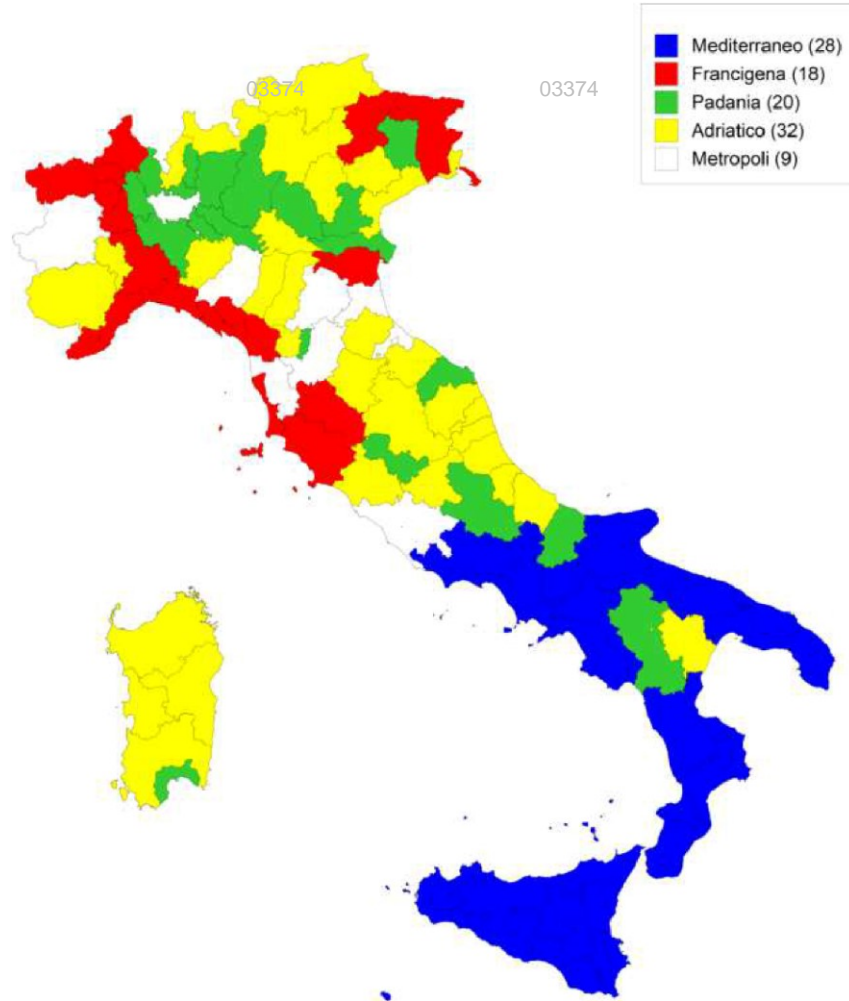 Mediterraneo (28)
Francigena (18)
Padania (20)
Adriatico (32)
Metropoli (9)
03374
03374